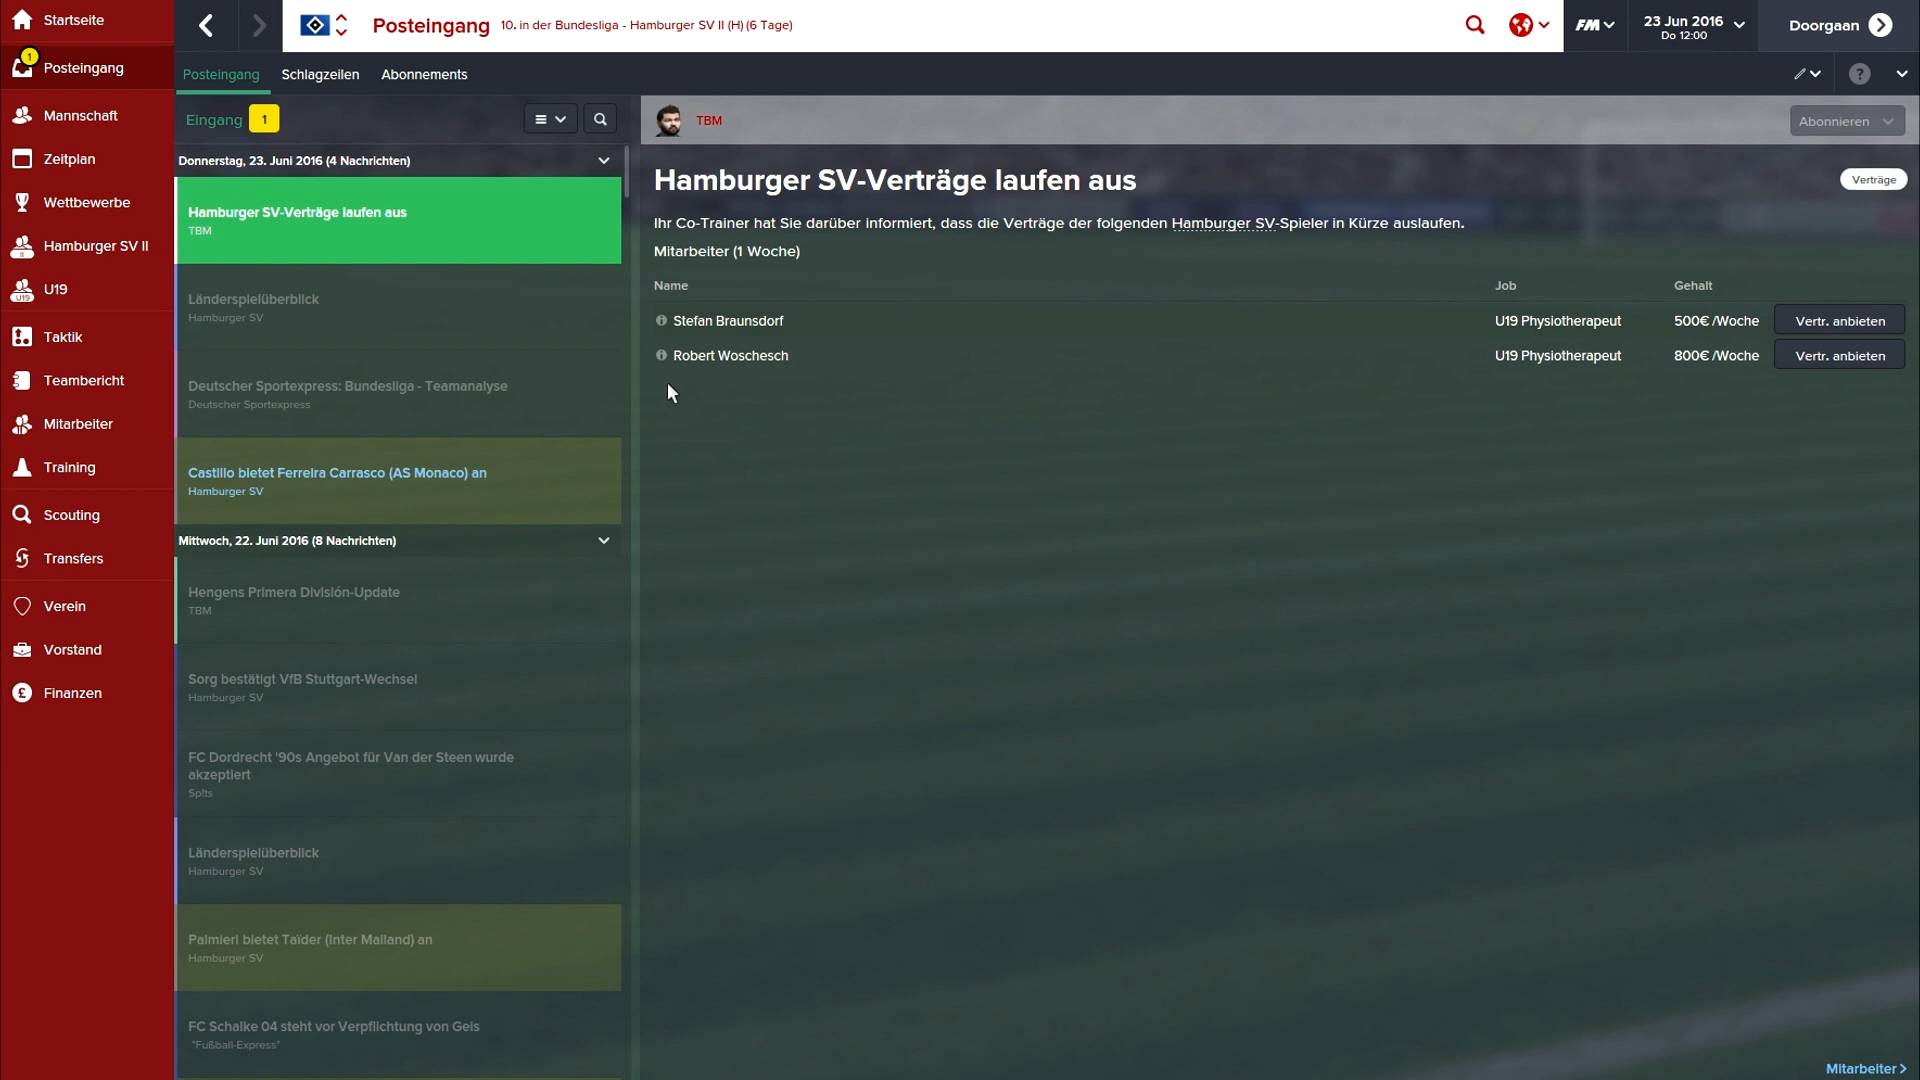 Startseite
1
Posteingang
Mannschaft
Zeitplan
Wettbewerbe
Hamburger SV II
U19
Taktik
Teambericht
Mitarbeiter
Training
Scouting
Transfers
Verein
Vorstand
Finanzen
Posteingang
10. in der Bundesliga - Hamburger SV II (H) (6 Tage)
FM
23 Jun 2016
Do 12:00
Doorgaan
Posteingang
Schlagzeilen
Abonnements
?
Eingang
1
Donnerstag, 23. Juni 2016 (4 Nachrichten)
Hamburger SV-Verträge laufen aus
TBM
Länderspielüberblick
Hamburger SV
Deutscher Sportexpress: Bundesliga - Teamanalyse
Deutscher Sportexpress
Castillo bietet Ferreira Carrasco (AS Monaco) an
Hamburger SV
Mittwoch, 22. Juni 2016 (8 Nachrichten)
Hengens Primera División-Update
TBM
Sorg bestätigt VfB Stuttgart-Wechsel
Hamburger SV
FC Dordrecht '90s Angebot für Van der Steen wurde
akzeptiert
Sp!ts
Länderspielüberblick
Hamburger SV
Palmieri bietet Taïder (Inter Mailand) an
Hamburger SV
FC Schalke 04 steht vor Verpflichtung von Geis
"Fußball-Express"
TBM
Abonnieren
Hamburger SV-Verträge laufen aus
Verträge
Ihr Co-Trainer hat Sie darüber informiert, dass die Verträge der folgenden Hamburger SV-Spieler in Kürze auslaufen.
Mitarbeiter (1 Woche)
Name Job Gehalt
Stefan Braunsdorf U19 Physiotherapeut 500€ /Woche Vertr. anbieten
Robert Woschesch U19 Physiotherapeut 800€ /Woche Vertr. anbieten
Mitarbeiter >